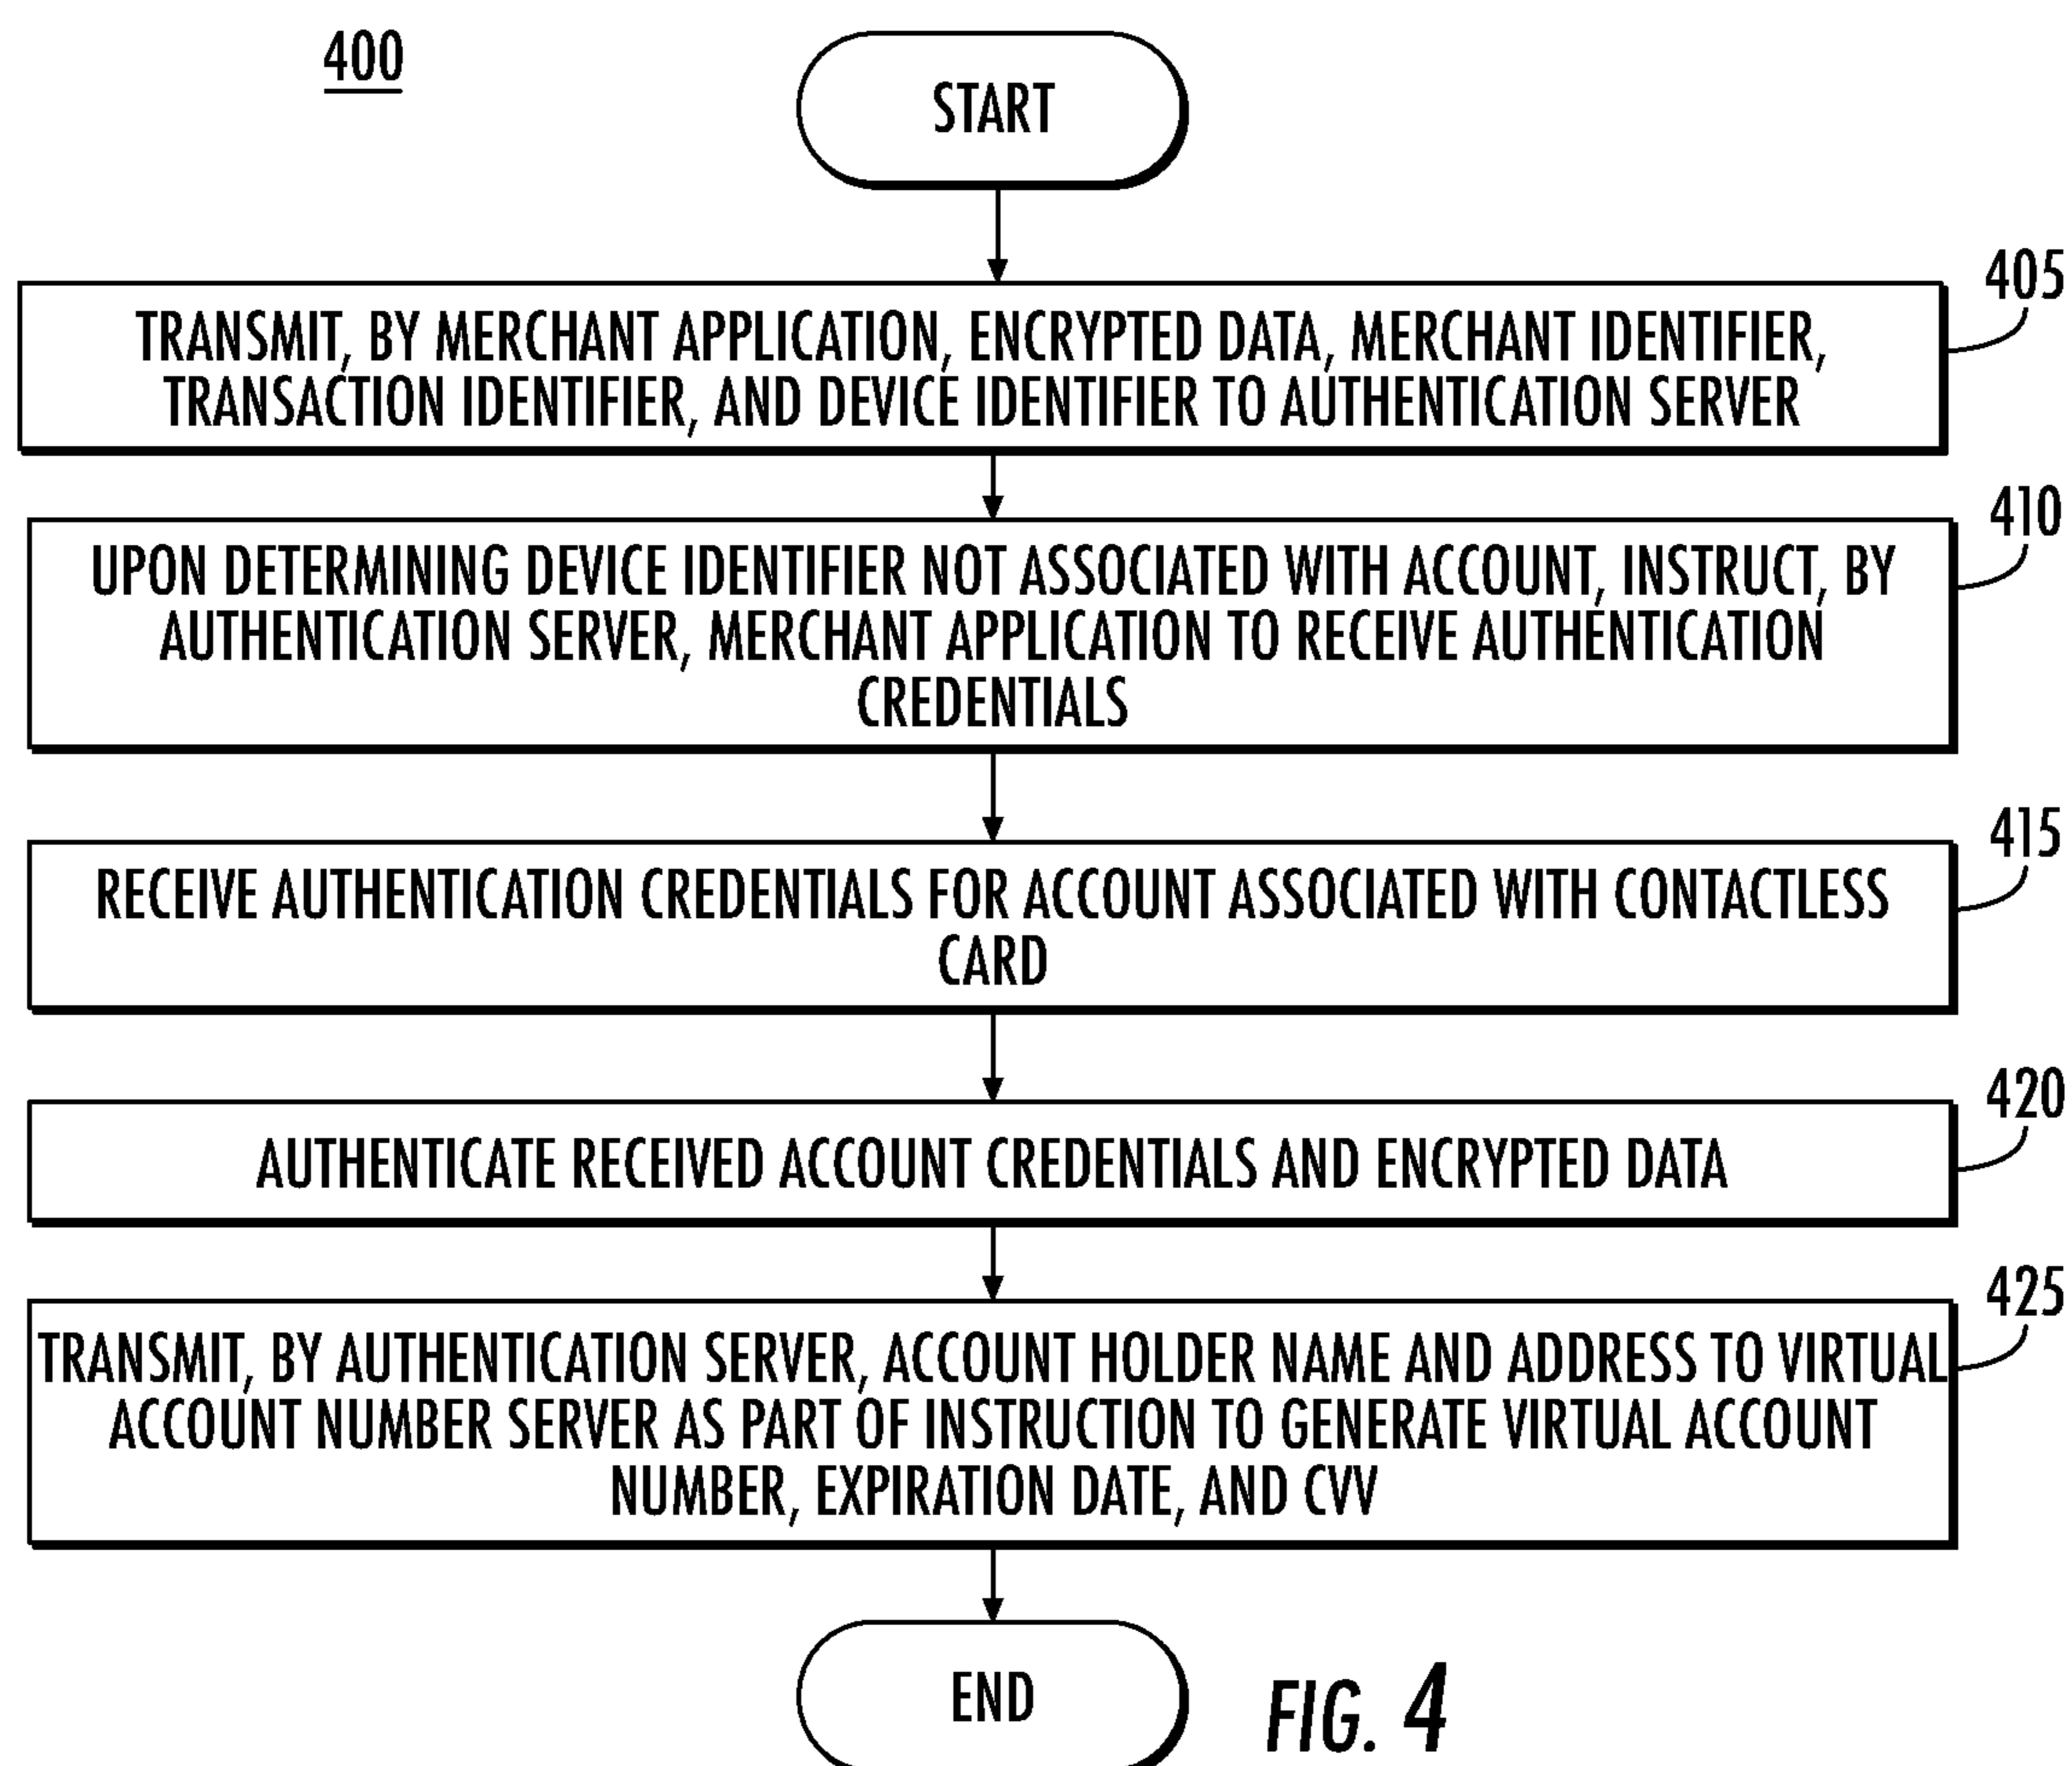 400
START
405
TRANSMIT, BY MERCHANT APPLICATION, ENCRYPTED DATA, MERCHANT IDENTIFIER,
TRANSACTION IDENTIFIER, AND DEVICE IDENTIFIER TO AUTHENTICATION SERVER
410
UPON DETERMINING DEVICE IDENTIFIER NOT ASSOCIATED WITH ACCOUNT, INSTRUCT, BY
AUTHENTICATION SERVER, MERCHANT APPLICATION TO RECEIVE AUTHENTICATION
CREDENTIALS
415
RECEIVE AUTHENTICATION CREDENTIALS FOR ACCOUNT ASSOCIATED WITH CONTACTLESS
CARD
420
AUTHENTICATE RECEIVED ACCOUNT CREDENTIALS AND ENCRYPTED DATA
425
TRANSMIT, BY AUTHENTICATION SERVER, ACCOUNT HOLDER NAME AND ADDRESS TO VIRTUAL
ACCOUNT NUMBER SERVER AS PART OF INSTRUCTION TO GENERATE VIRTUAL ACCOUNT
NUMBER, EXPIRATION DATE, AND CVV
END
FIG. 4